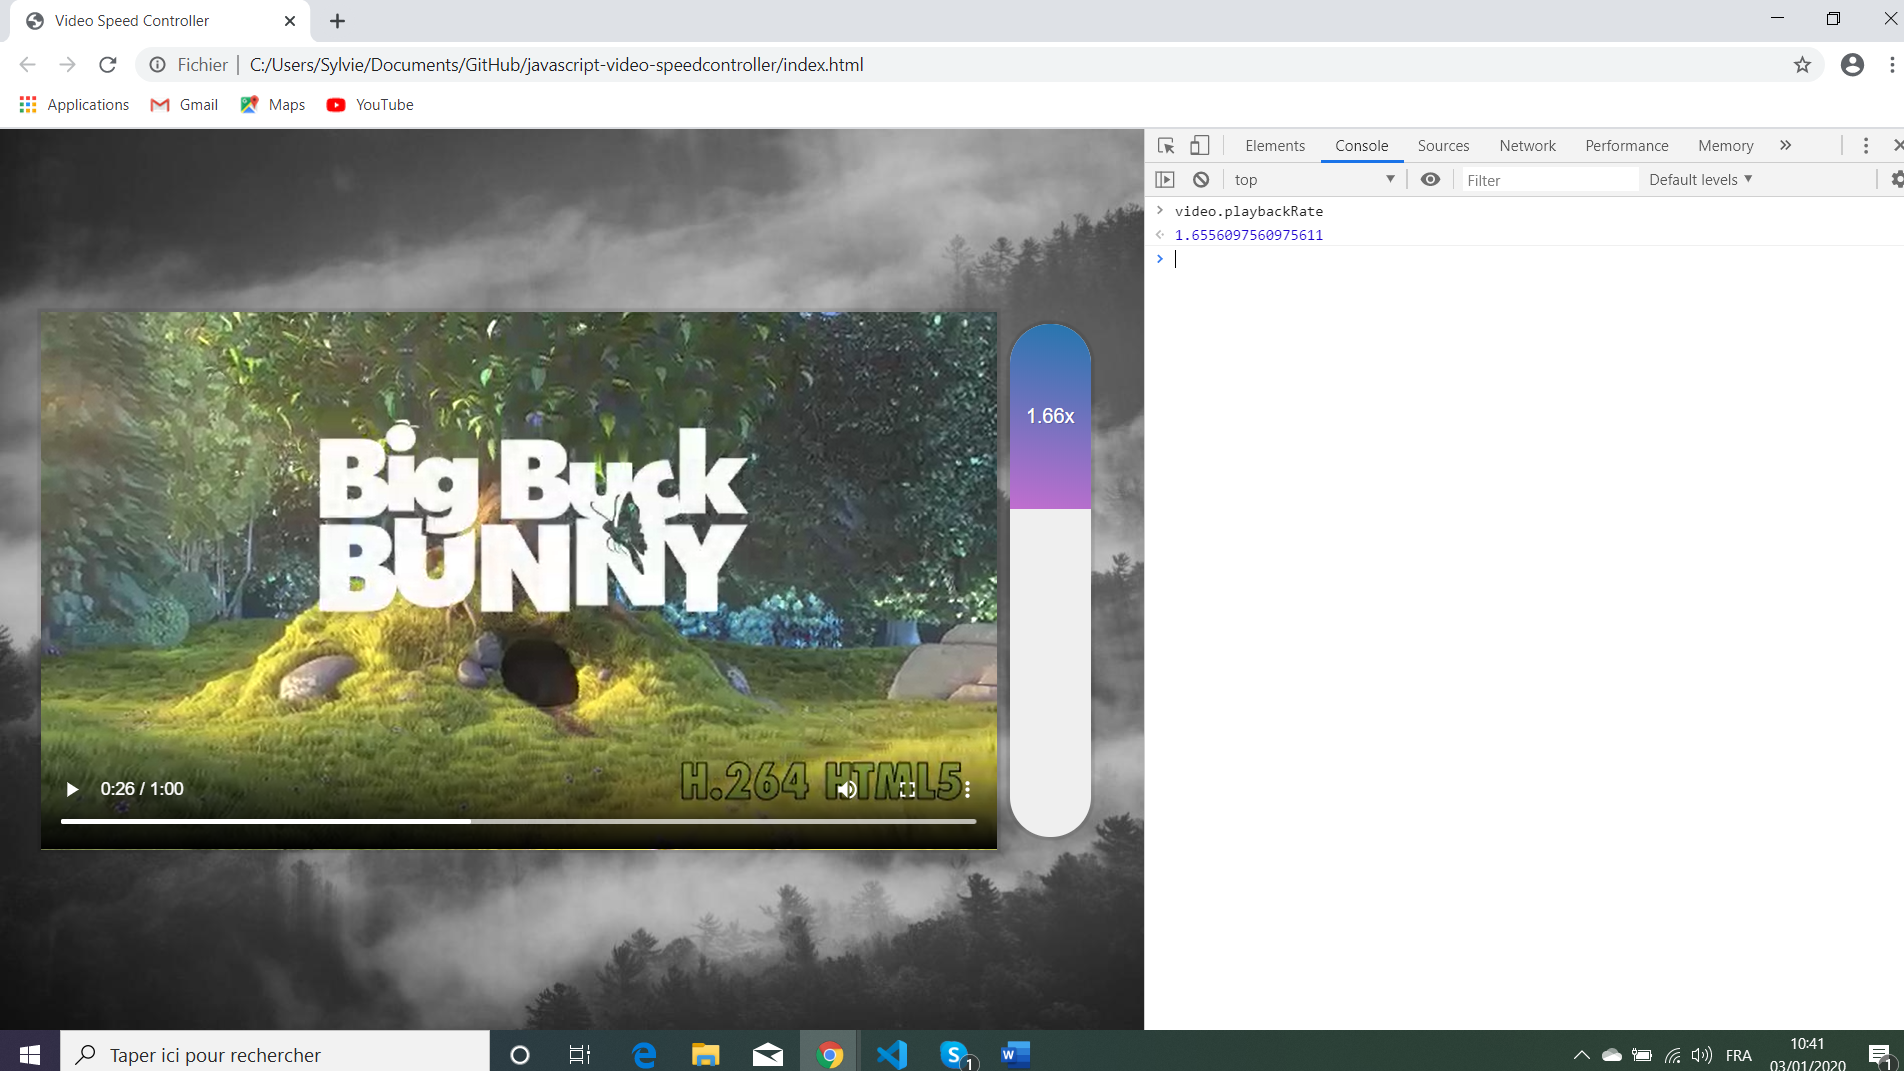 Video Speed Controller
Fichier | C:/Users/Sylvie/Documents/GitHub/javascript-video-speedcontroller/index.html
Applications Gmail Maps YouTube
Elements Console Sources Network Performance Memory »
top Filter Default levels
video.playbackRate
1.6556097560975611
1.66x
Big Buck
BUNNY
H.264 HTML5
0:26 / 1:00
Taper ici pour rechercher
S 1
W
FRA
10:41
03/01/2020
1